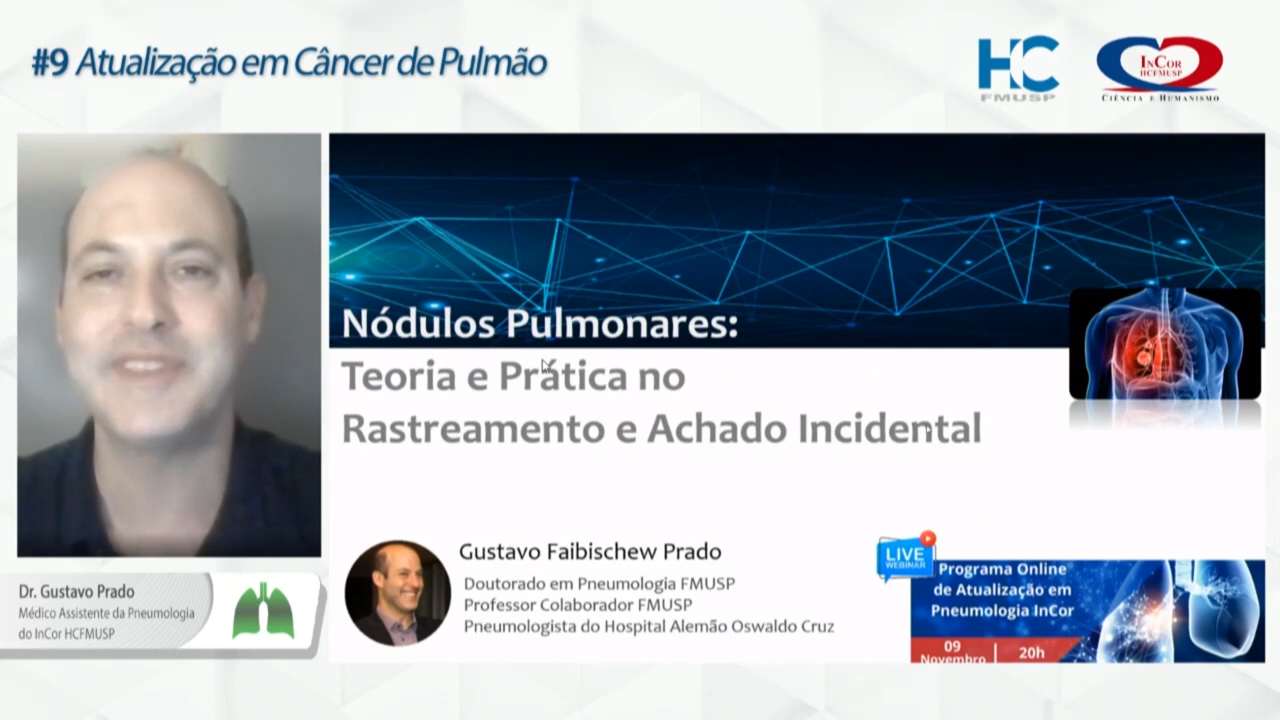 #9 Atualização em Câncer de Pulmão
HC
FMUSP
INCOR
HCFMUSP
CIÊNCIA E HUMANISMO
Nódulos Pulmonares:
Teoria e Prática no
Rastreamento e Achado Incidental
Gustavo Faibischew Prado
Doutorado em Pneumologia FMUSP
Professor Colaborador FMUSP
Pneumologista do Hospital Alemão Oswaldo Cruz
LIVE
WEBINAR
Programa Online
de Atualização em
Pneumologia InCor
09
Novembro
20h
Dr. Gustavo Prado
Médico Assistente da Pneumologia
do InCor HCFMUSP